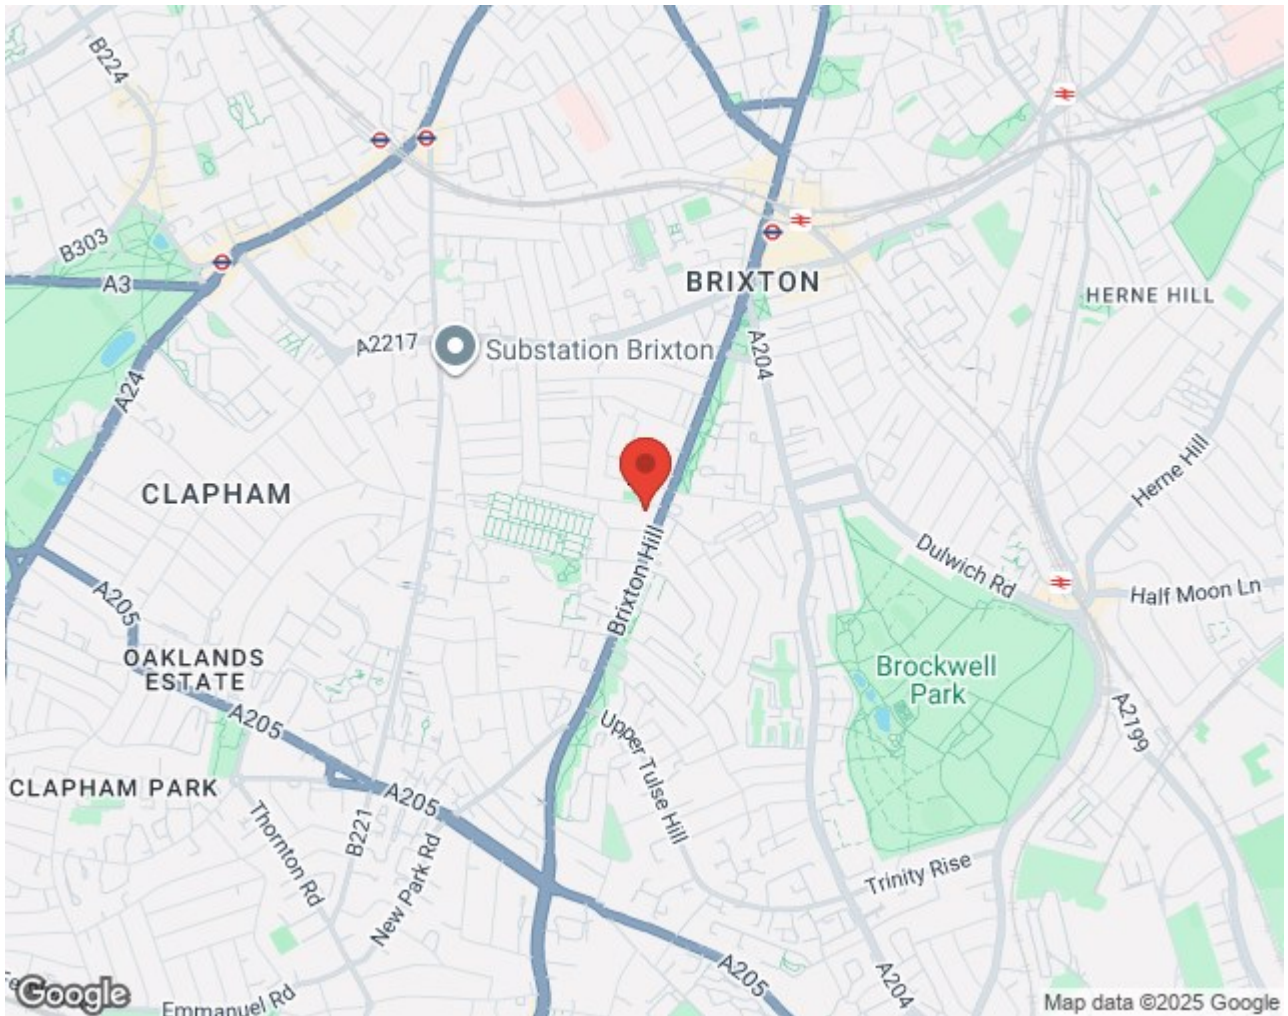 B224
B303
A3
BRIXTON
HERNE HILL
A2217
Substation Brixton
A204
A24
CLAPHAM
Herne Hill
Brixton Hill
Dulwich Rd
Half Moon Ln
A205
OAKLANDS
ESTATE
Brockwell
Park
A205
A2199
Upper Tulse Hill
CLAPHAM PARK
A205
B221
Thornton Rd
New Park Rd
Trinity Rise
A205
A204
Emmanuel Rd
Google
Map data ©2025 Google